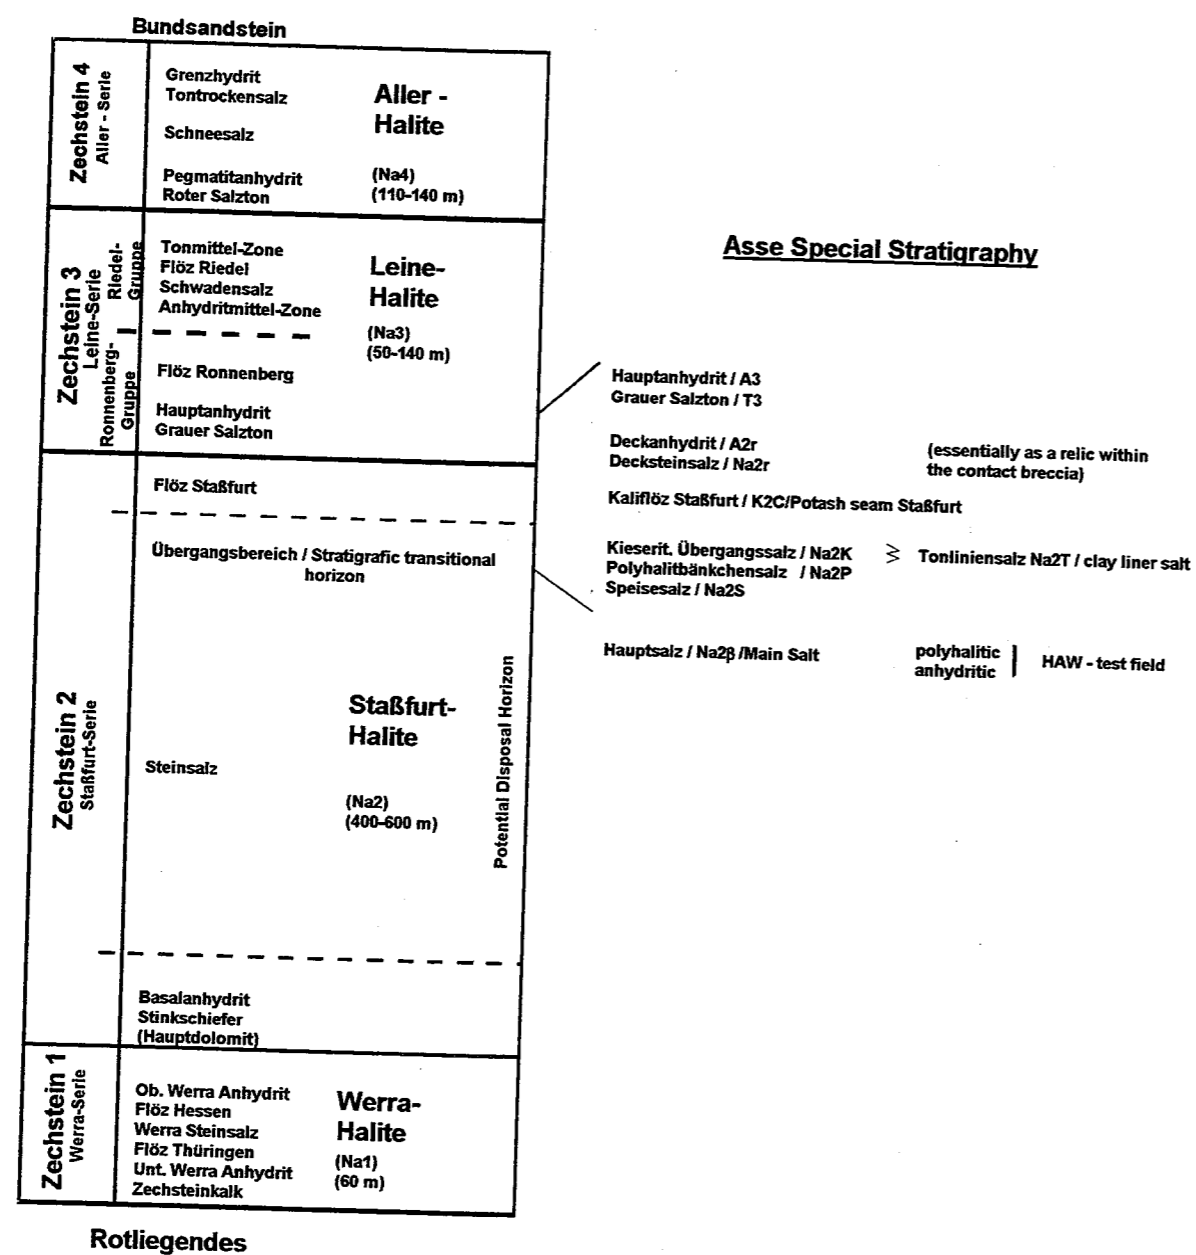 Bundsandstein
Zechstein 4
Aller - Serie
Grenzhydrit
Tontrockensalz
Schneesalz
Pegmatitanhydrit
Roter Salzton
Aller -
Halite
(Na4)
(110-140 m)
Zechstein 3
Leine-Serie
Riedel-
Gruppe
Ronnenberg-
Gruppe
Tonmittel-Zone
Flöz Riedel
Schwadensalz
Anhydritmittel-Zone
Flöz Ronnenberg
Hauptanhydrit
Grauer Salzton
Leine-
Halite
(Na3)
(50-140 m)
Zechstein 2
Staßfurt-Serie
Flöz Staßfurt
Übergangsbereich / Stratigrafic transitional
horizon
Steinsalz
Staßfurt-
Halite
(Na2)
(400-600 m)
Potential Disposal Horizon
Basalanhydrit
Stinkschiefer
(Hauptdolomit)
Zechstein 1
Werra-Serie
Ob. Werra Anhydrit
Flöz Hessen
Werra Steinsalz
Flöz Thüringen
Unt. Werra Anhydrit
Zechsteinkalk
Werra-
Halite
(Na1)
(60 m)
Rotliegendes
Asse Special Stratigraphy
Hauptanhydrit / A3
Grauer Salzton / T3
Deckanhydrit / A2r
Decksteinsalz / Na2r
(essentially as a relic within
the contact breccia)
Kaliflöz Staßfurt / K2C/Potash seam Staßfurt
Kieserit. Übergangssalz / Na2K
Polyhalitbänkchensalz / Na2P
Speisesalz / Na2S
Tonliniensalz Na2T / clay liner salt
Hauptsalz / Na2β /Main Salt
polyhalitic
anhydritic
HAW - test field